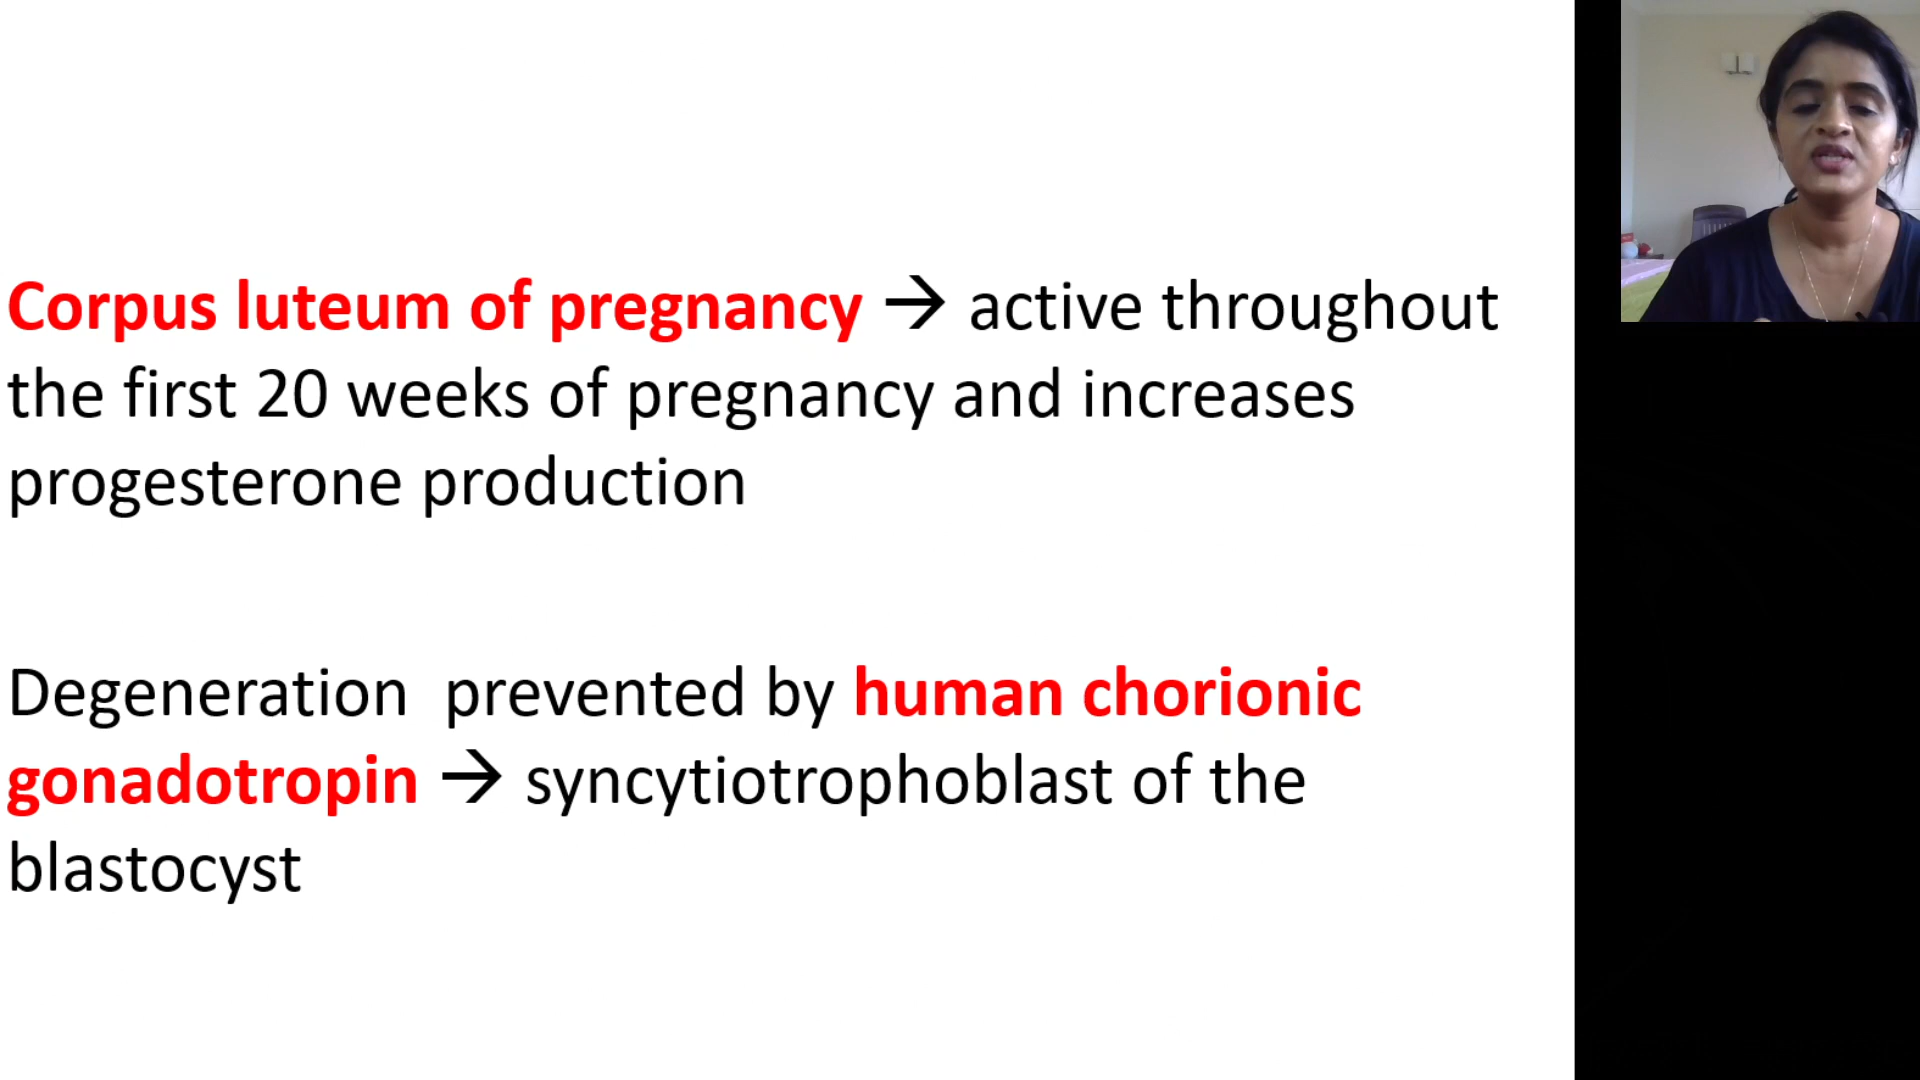 Corpus luteum of pregnancy → active throughout
the first 20 weeks of pregnancy and increases
progesterone production
Degeneration  prevented by human chorionic
gonadotropin → syncytiotrophoblast of the
blastocyst